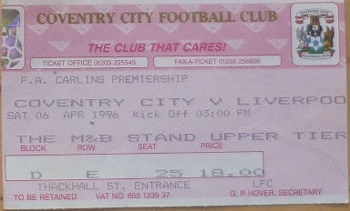 COVENTRY CITY FOOTBALL CLUB
THE CLUB THAT CARES!
TICKET OFFICE 01203 225545 FAX-A-TICKET 01203 256856
F.A. CARLING PREMIERSHIP
COVENTRY CITY V LIVERPOO
SAT 06 APR 1996 Kick Off 03:00 PM
THE M&B STAND UPPER TIER
BLOCK ROW SEAT PRICE
D E 25 18.00
THACKHALL ST. ENTRANCE LFC
TO BE RETAINED VAT No. 655 1339 37 G.P. HOVER, SECRETARY